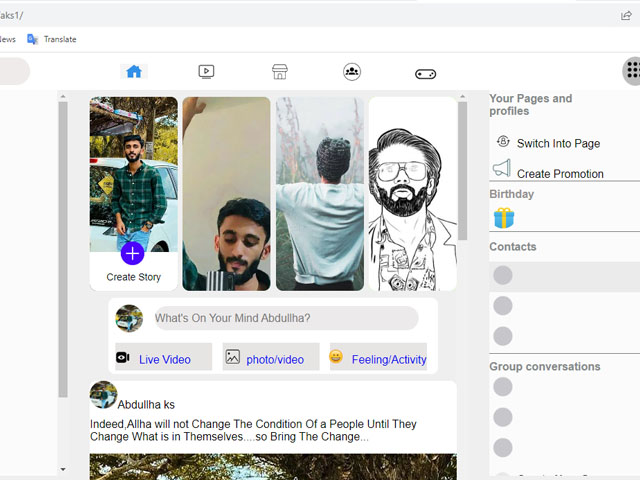 aks1/
News
Translate
Your Pages and
profiles
Switch Into Page
Create Promotion
Birthday
Contacts
Group conversations
Create Story
What's On Your Mind Abdullha?
Live Video
photo/video
Feeling/Activity
Abdullha ks
Indeed,Allha will not Change The Condition Of a People Until They
Change What is in Themselves....so Bring The Change...